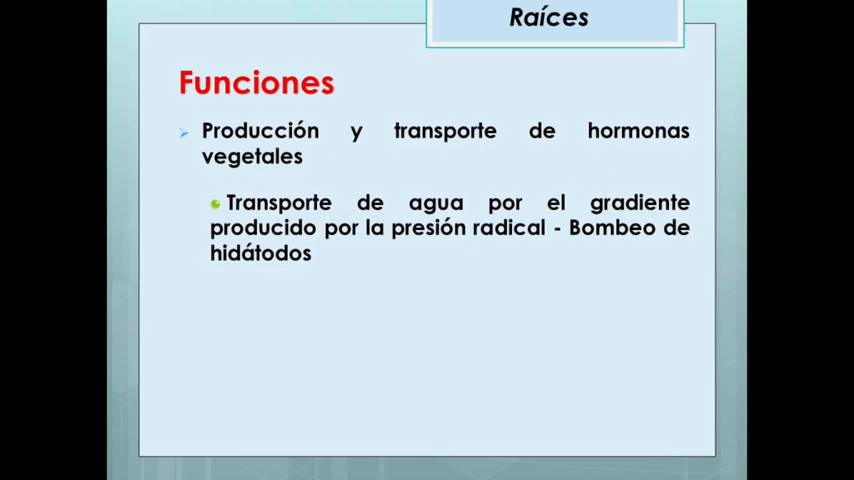 Raíces
Funciones
Producción y transporte de hormonas
vegetales
Transporte de agua por el gradiente
producido por la presión radical - Bombeo de
hidátodos